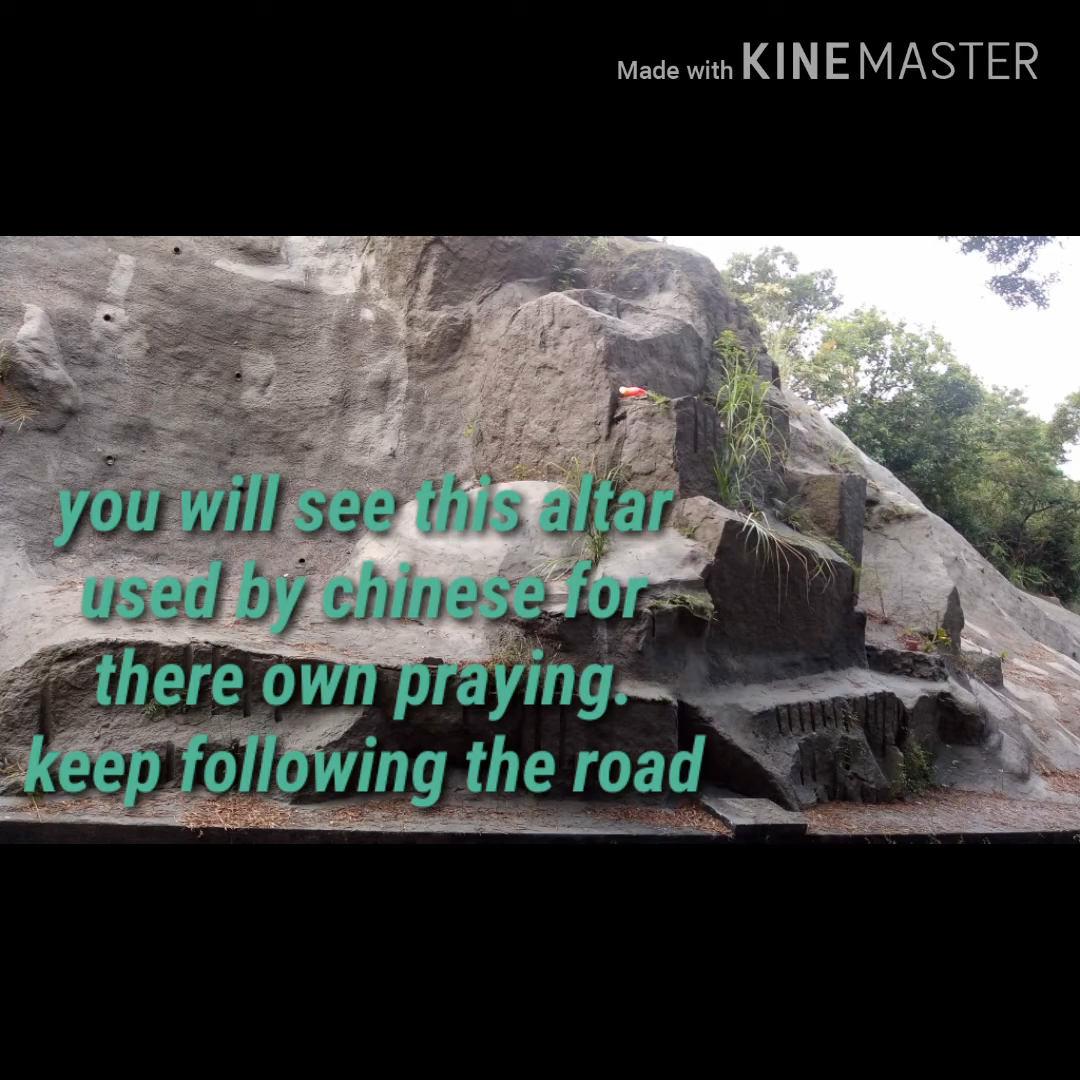 Made with KINEMASTER
you will see this altar
used by chinese for
there own praying.
keep following the road